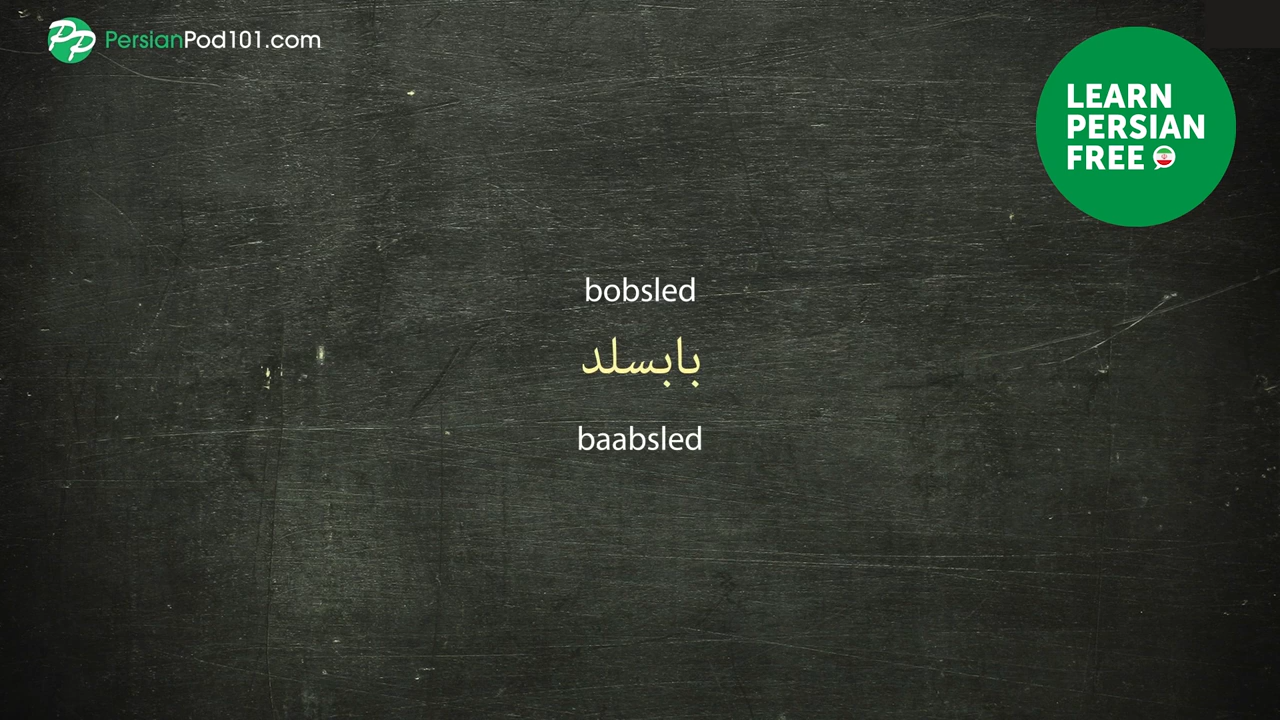 PersianPod101.com
LEARN
PERSIAN
FREE
bobsled
بابسلد
baabsled